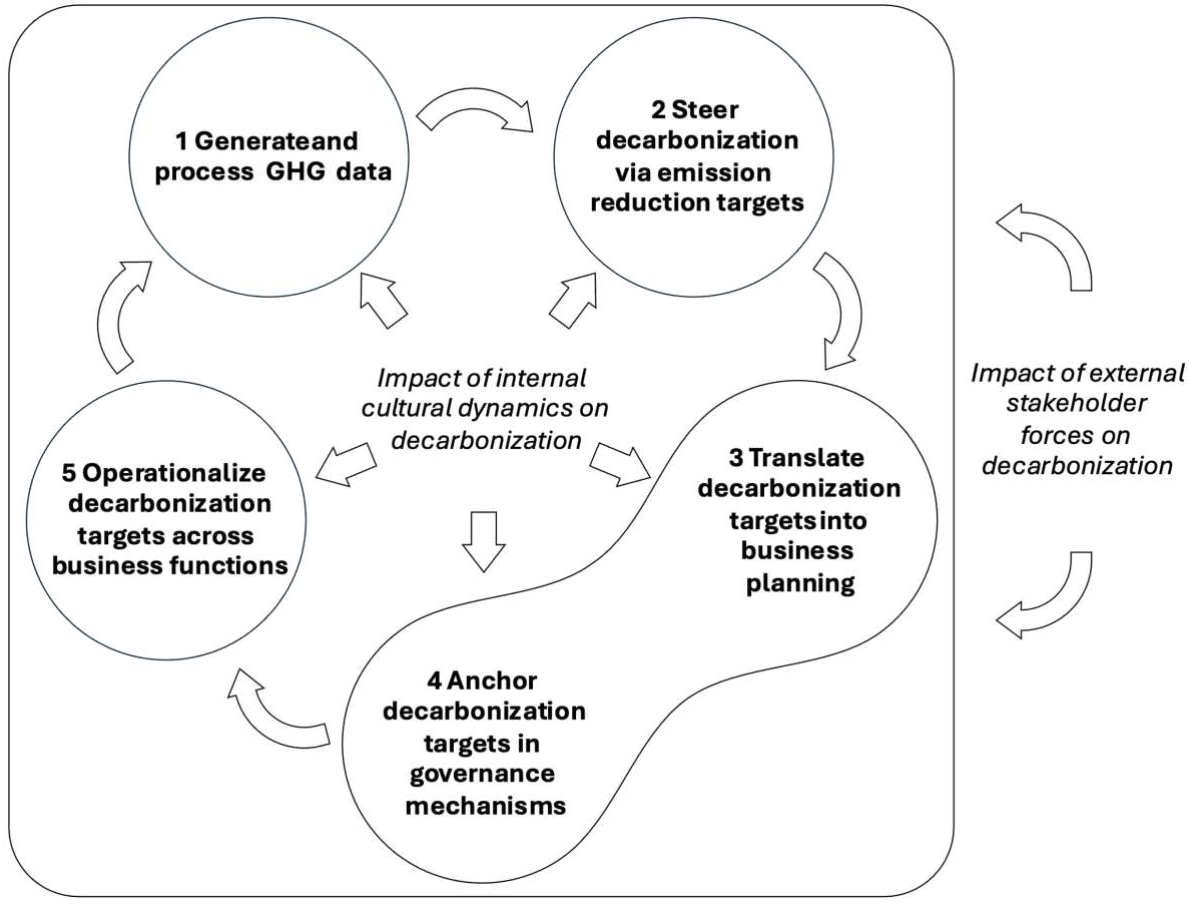 1 Generateand
process GHG data
2 Steer
decarbonization
via emission
reduction targets
Impact of internal
cultural dynamics on
decarbonization
Impact of external
stakeholder
forces on
decarbonization
3 Translate
decarbonization
targets into
business
planning
4 Anchor
decarbonization
targets in
governance
mechanisms
5 Operationalize
decarbonization
targets across
business functions